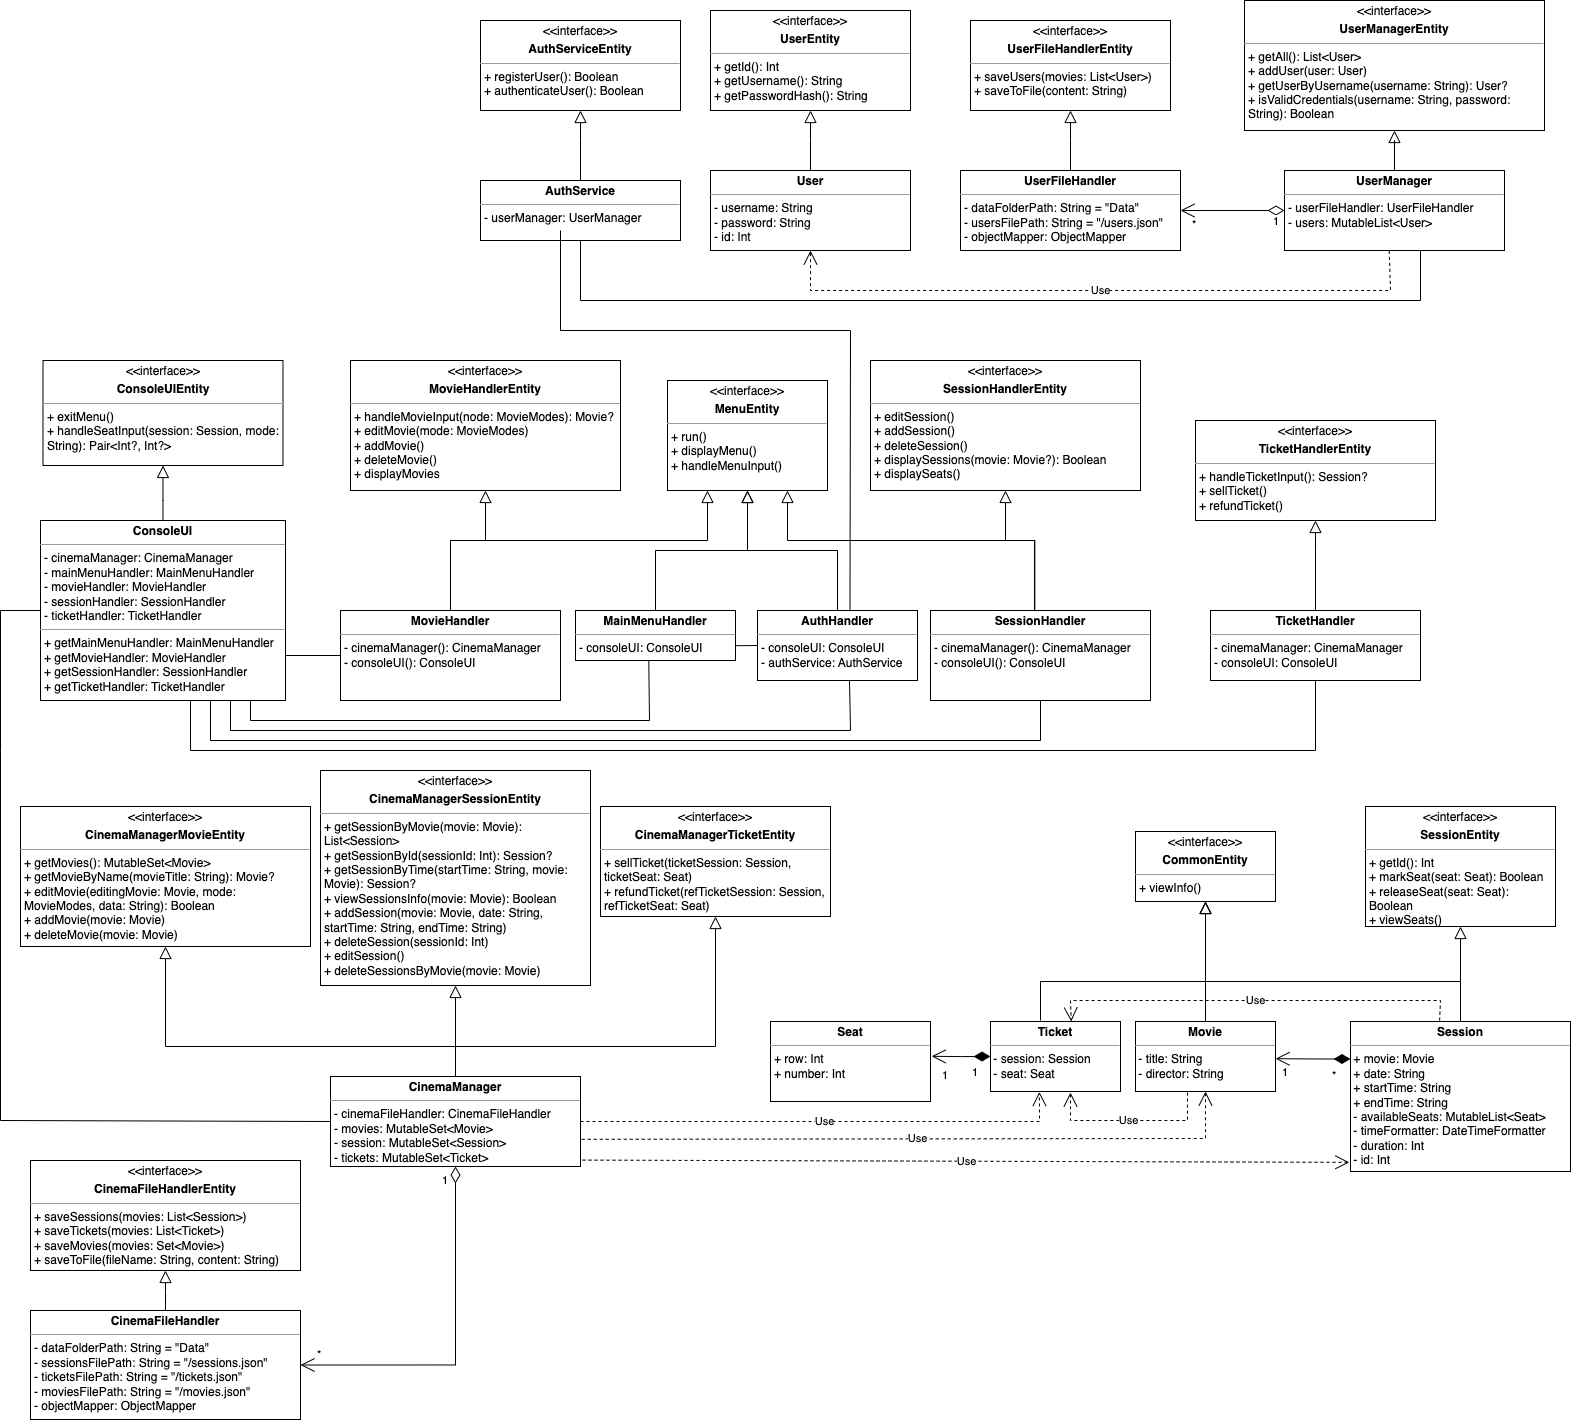 <<interface>>
AuthServiceEntity
+ registerUser(): Boolean
+ authenticateUser(): Boolean
<<interface>>
UserEntity
+ getId(): Int
+ getUsername(): String
+ getPasswordHash(): String
<<interface>>
UserFileHandlerEntity
+ saveUsers(movies: List<User>)
+ saveToFile(content: String)
<<interface>>
UserManagerEntity
+ getAll(): List<User>
+ addUser(user: User)
+ getUserByUsername(username: String): User?
+ isValidCredentials(username: String, password:
String): Boolean
AuthService
- userManager: UserManager
User
- username: String
- password: String
- id: Int
UserFileHandler
- dataFolderPath: String = "Data"
- usersFilePath: String = "/users.json"
- objectMapper: ObjectMapper
*
1
UserManager
- userFileHandler: UserFileHandler
- users: MutableList<User>
Use
<<interface>>
ConsoleUIEntity
+ exitMenu()
+ handleSeatInput(session: Session, mode:
String): Pair<Int?, Int?>
<<interface>>
MovieHandlerEntity
+ handleMovieInput(node: MovieModes): Movie?
+ editMovie(mode: MovieModes)
+ addMovie()
+ deleteMovie()
+ displayMovies
<<interface>>
MenuEntity
+ run()
+ displayMenu()
+ handleMenuInput()
<<interface>>
SessionHandlerEntity
+ editSession()
+ addSession()
+ deleteSession()
+ displaySessions(movie: Movie?): Boolean
+ displaySeats()
<<interface>>
TicketHandlerEntity
+ handleTicketInput(): Session?
+ sellTicket()
+ refundTicket()
ConsoleUI
- cinemaManager: CinemaManager
- mainMenuHandler: MainMenuHandler
- movieHandler: MovieHandler
- sessionHandler: SessionHandler
- ticketHandler: TicketHandler
+ getMainMenuHandler: MainMenuHandler
+ getMovieHandler: MovieHandler
+ getSessionHandler: SessionHandler
+ getTicketHandler: TicketHandler
MovieHandler
- cinemaManager(): CinemaManager
- consoleUI(): ConsoleUI
MainMenuHandler
- consoleUI: ConsoleUI
AuthHandler
- consoleUI: ConsoleUI
- authService: AuthService
SessionHandler
- cinemaManager(): CinemaManager
- consoleUI(): ConsoleUI
TicketHandler
- cinemaManager: CinemaManager
- consoleUI: ConsoleUI
<<interface>>
CinemaManagerMovieEntity
+ getMovies(): MutableSet<Movie>
+ getMovieByName(movieTitle: String): Movie?
+ editMovie(editingMovie: Movie, mode:
MovieModes, data: String): Boolean
+ addMovie(movie: Movie)
+ deleteMovie(movie: Movie)
<<interface>>
CinemaManagerSessionEntity
+ getSessionByMovie(movie: Movie):
List<Session>
+ getSessionById(sessionId: Int): Session?
+ getSessionByTime(startTime: String, movie:
Movie): Session?
+ viewSessionsInfo(movie: Movie): Boolean
+ addSession(movie: Movie, date: String,
startTime: String, endTime: String)
+ deleteSession(sessionId: Int)
+ editSession()
+ deleteSessionsByMovie(movie: Movie)
<<interface>>
CinemaManagerTicketEntity
+ sellTicket(ticketSession: Session,
ticketSeat: Seat)
+ refundTicket(refTicketSession: Session,
refTicketSeat: Seat)
<<interface>>
CommonEntity
+ viewInfo()
<<interface>>
SessionEntity
+ getId(): Int
+ markSeat(seat: Seat): Boolean
+ releaseSeat(seat: Seat):
Boolean
+ viewSeats()
Use
Seat
+ row: Int
+ number: Int
1
1
Ticket
- session: Session
- seat: Seat
Movie
- title: String
- director: String
1
*
Session
+ movie: Movie
+ date: String
+ startTime: String
+ endTime: String
- availableSeats: MutableList<Seat>
- timeFormatter: DateTimeFormatter
- duration: Int
- id: Int
CinemaManager
- cinemaFileHandler: CinemaFileHandler
- movies: MutableSet<Movie>
- session: MutableSet<Session>
- tickets: MutableSet<Ticket>
Use
Use
Use
Use
1
<<interface>>
CinemaFileHandlerEntity
+ saveSessions(movies: List<Session>)
+ saveTickets(movies: List<Ticket>)
+ saveMovies(movies: Set<Movie>)
+ saveToFile(fileName: String, content: String)
CinemaFileHandler
- dataFolderPath: String = "Data"
- sessionsFilePath: String = "/sessions.json"
- ticketsFilePath: String = "/tickets.json"
- moviesFilePath: String = "/movies.json"
- objectMapper: ObjectMapper
*